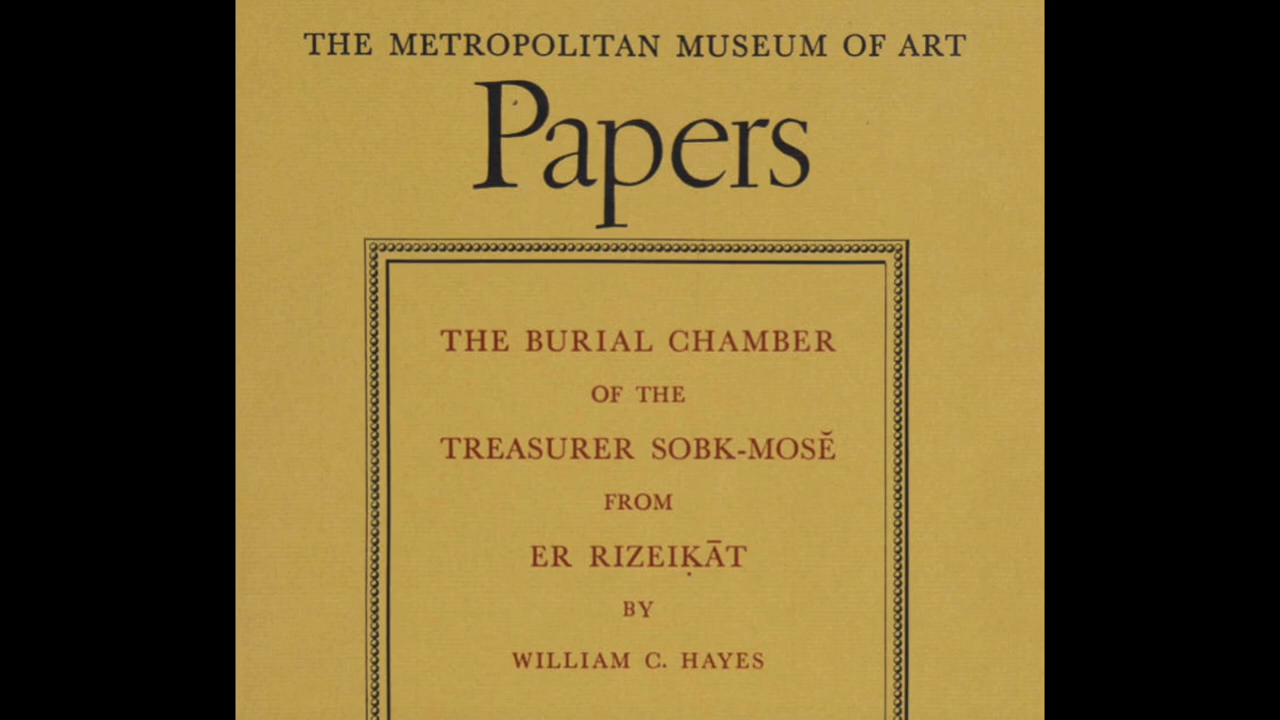 THE METROPOLITAN MUSEUM OF ART
Papers
THE BURIAL CHAMBER
OF THE
TREASURER SOBK-MOSĔ
FROM
ER RIZEIḲĀT
BY
WILLIAM C. HAYES